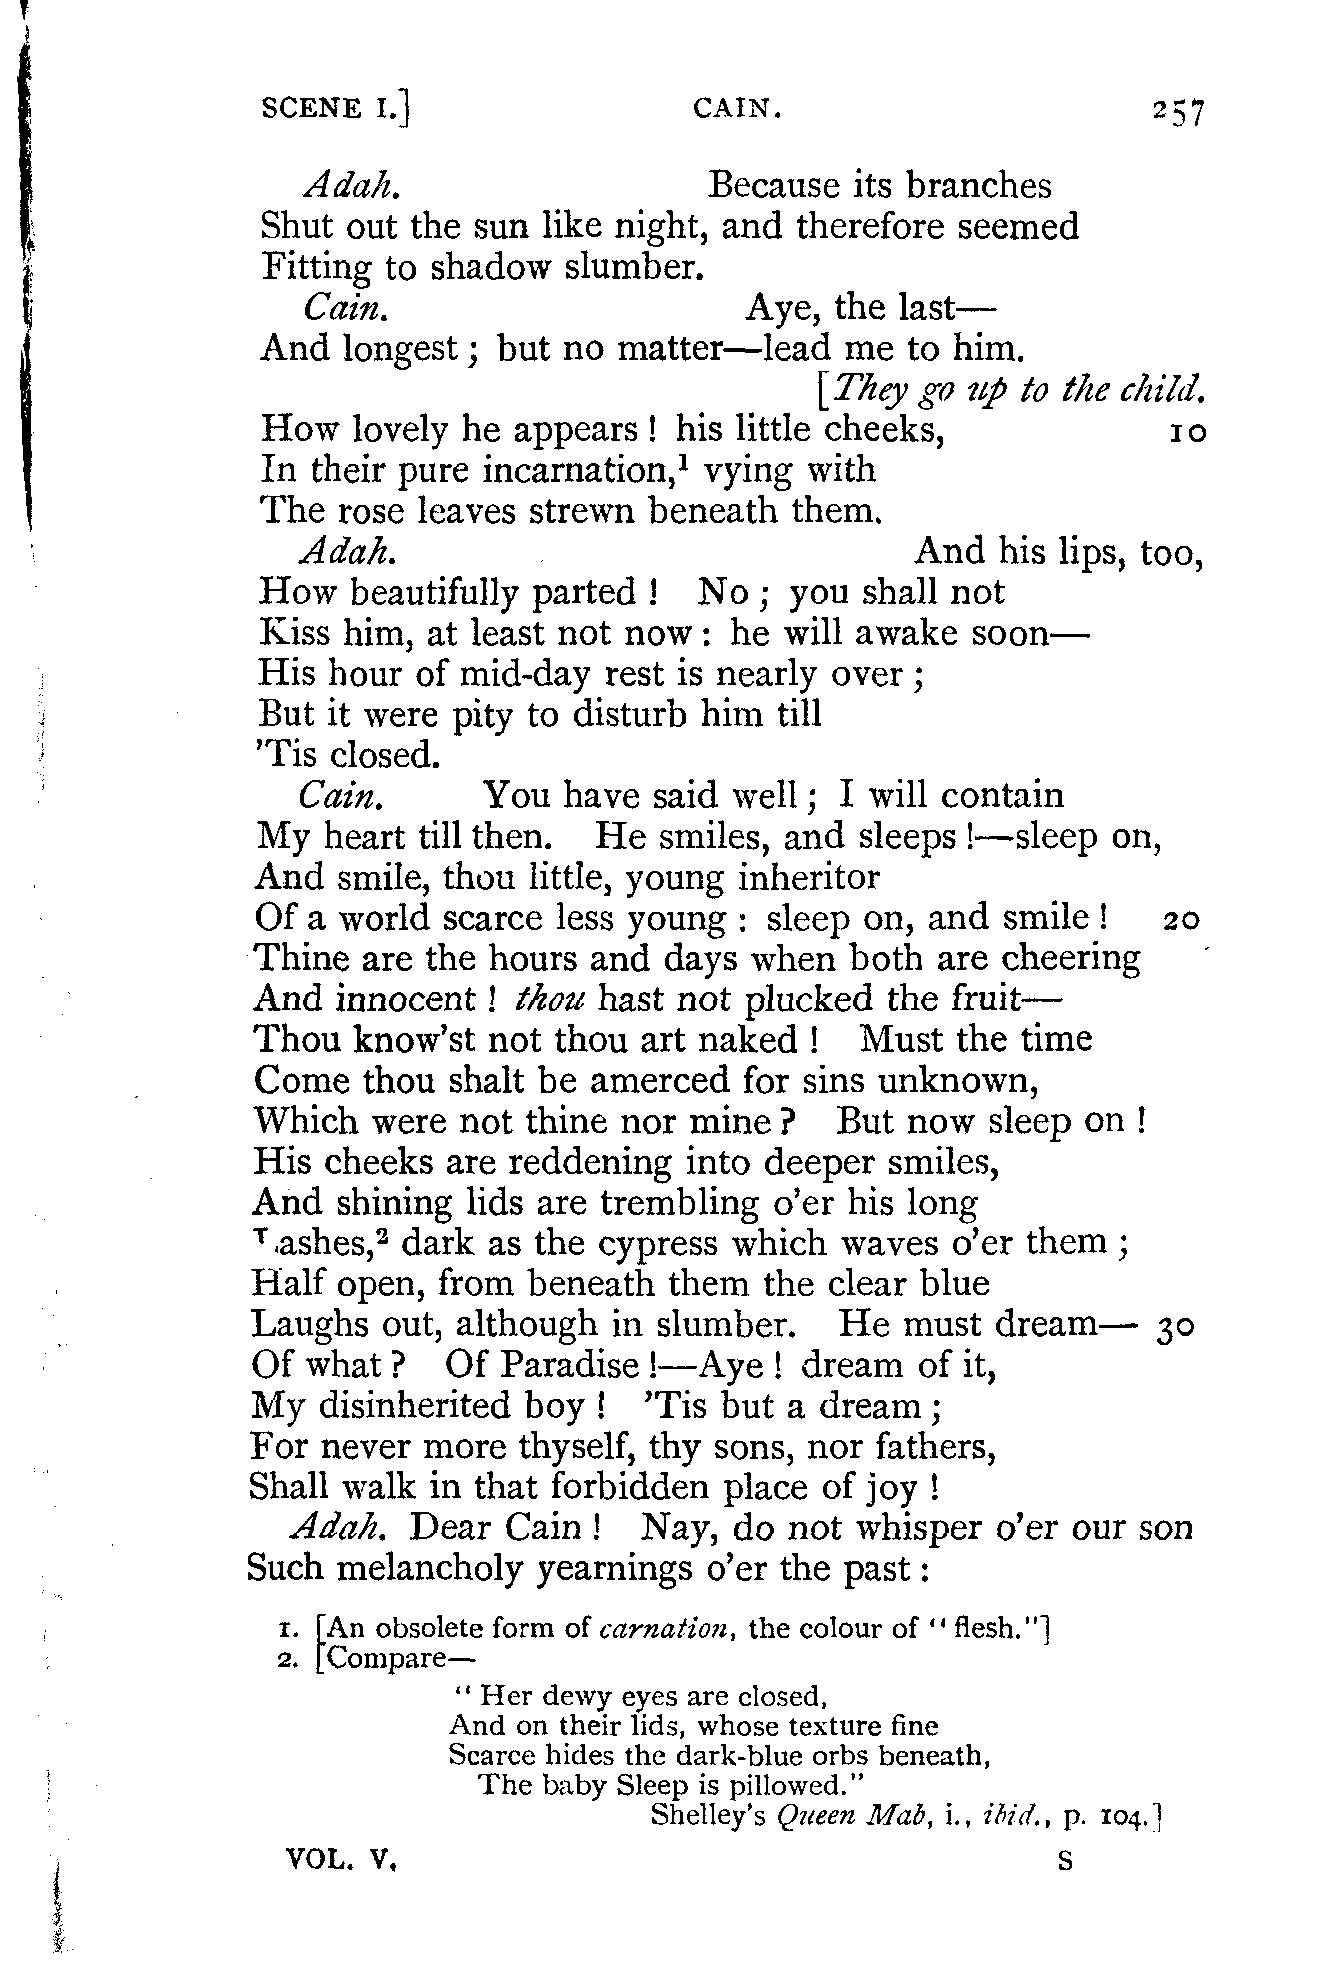 SCENE I.] CAIN. 257
Adah. Because its branches
Shut out the sun like night, and therefore seemed
Fitting to shadow slumber.
Cain. Aye, the last—
And longest; but no matter—lead me to him.
[They go up to the child.
How lovely he appears! his little cheeks, 10
In their pure incarnation,¹ vying with
The rose leaves strewn beneath them.
Adah. And his lips, too,
How beautifully parted! No; you shall not
Kiss him, at least not now: he will awake soon—
His hour of mid-day rest is nearly over;
But it were pity to disturb him till
'Tis closed.
Cain. You have said well; I will contain
My heart till then. He smiles, and sleeps!—sleep on,
And smile, thou little, young inheritor
Of a world scarce less young: sleep on, and smile! 20
Thine are the hours and days when both are cheering
And innocent! thou hast not plucked the fruit—
Thou know'st not thou art naked! Must the time
Come thou shalt be amerced for sins unknown,
Which were not thine nor mine? But now sleep on!
His cheeks are reddening into deeper smiles,
And shining lids are trembling o'er his long
Lashes,² dark as the cypress which waves o'er them;
Half open, from beneath them the clear blue
Laughs out, although in slumber. He must dream— 30
Of what? Of Paradise!—Aye! dream of it,
My disinherited boy! 'Tis but a dream;
For never more thyself, thy sons, nor fathers,
Shall walk in that forbidden place of joy!
Adah. Dear Cain! Nay, do not whisper o'er our son
Such melancholy yearnings o'er the past:
1. [An obsolete form of carnation, the colour of "flesh."]
2. [Compare—
"Her dewy eyes are closed,
And on their lids, whose texture fine
Scarce hides the dark-blue orbs beneath,
The baby Sleep is pillowed."
Shelley's Queen Mab, i., ibid., p. 104.]
VOL. V. S